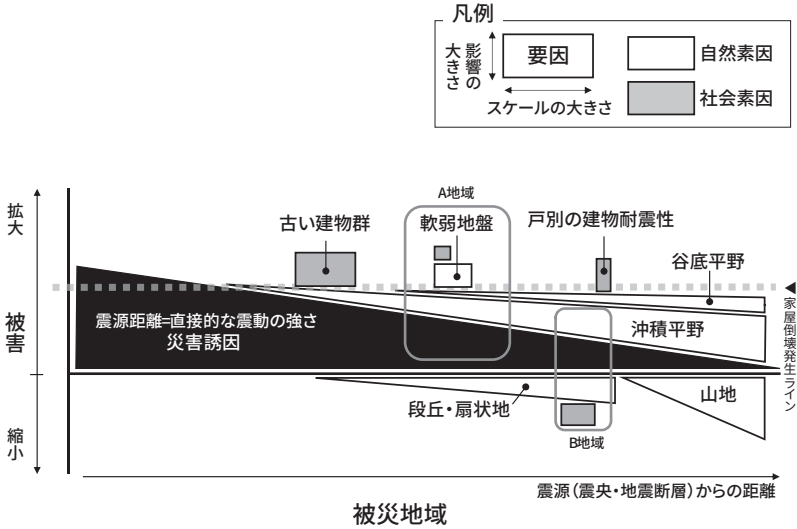 凡例
影響の
大きさ
要因
スケールの大きさ
自然素因
社会素因
A地域
古い建物群
軟弱地盤
戸別の建物耐震性
谷底平野
拡大
被害
縮小
震源距離=直接的な震動の強さ
災害誘因
沖積平野
家屋倒壊発生ライン
段丘・扇状地
山地
B地域
震源(震央・地震断層)からの距離
被災地域